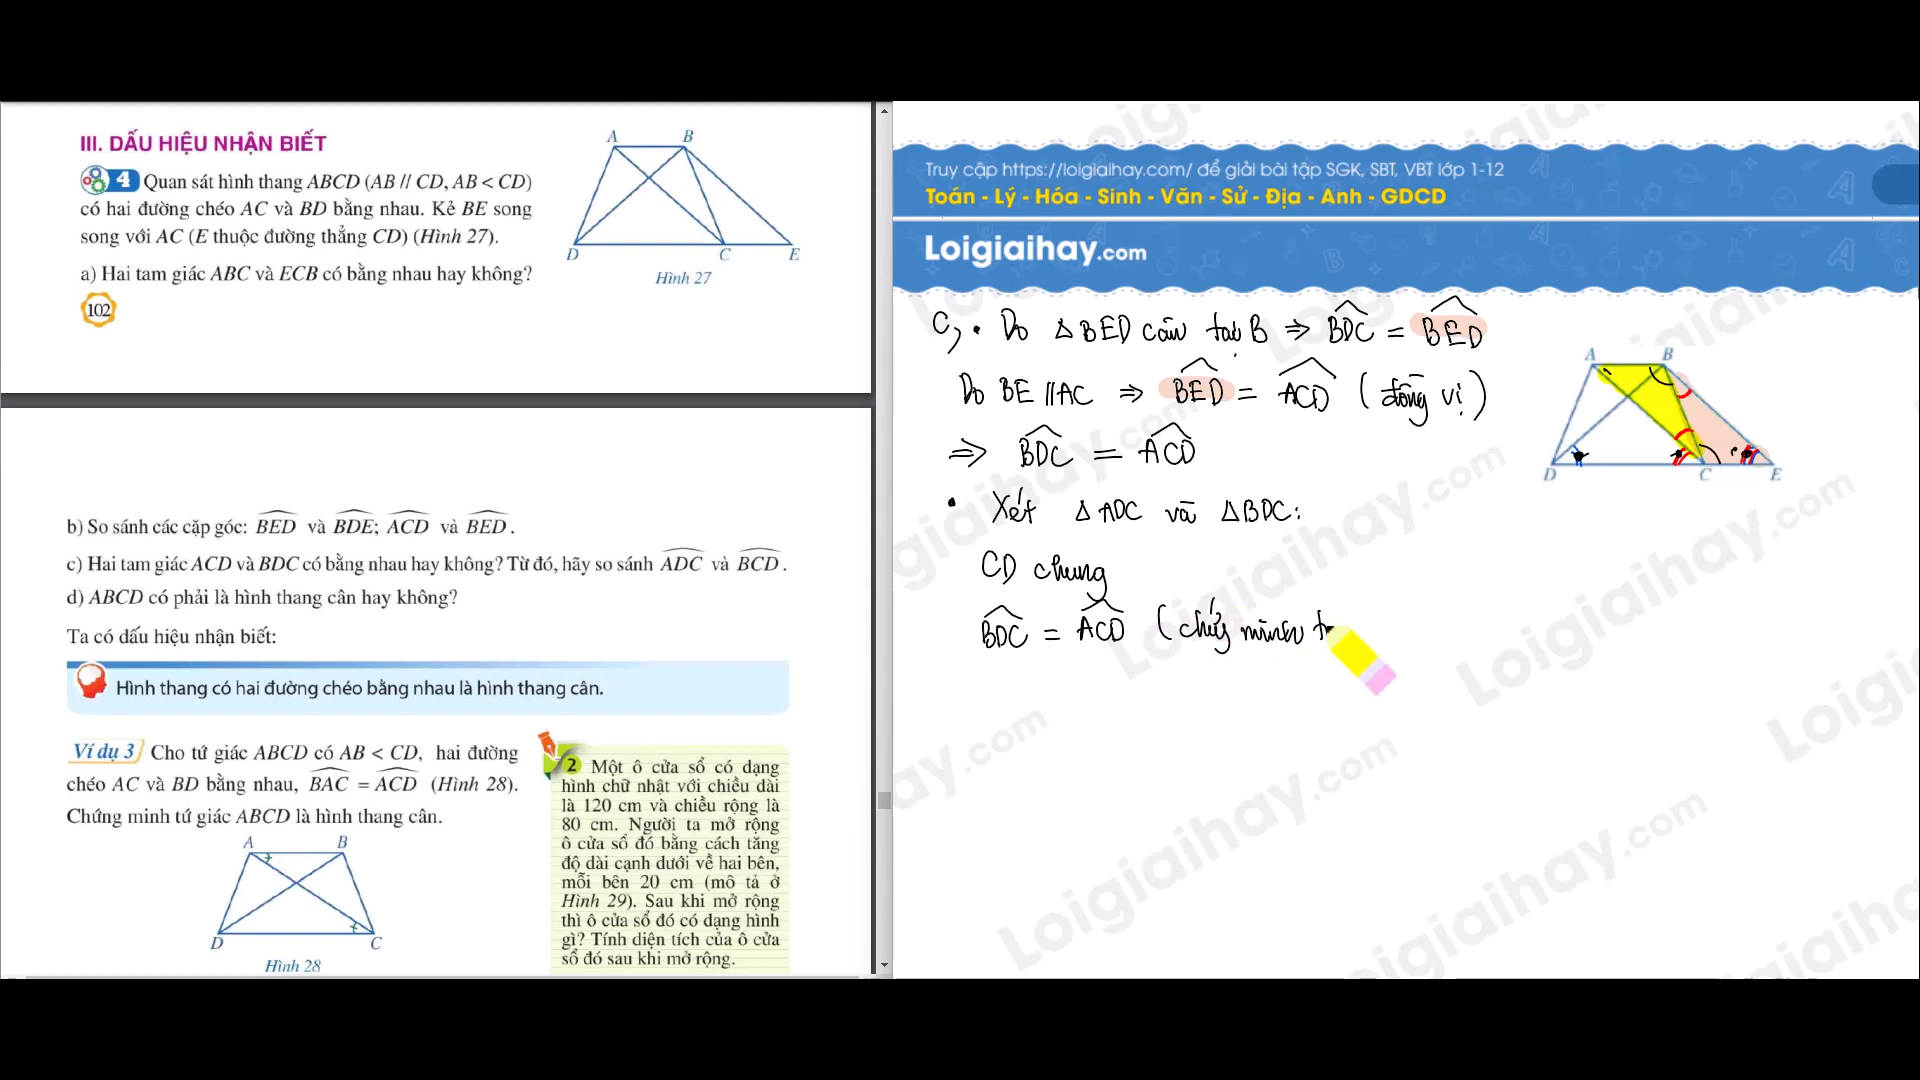 III. DẤU HIỆU NHẬN BIẾT
4 Quan sát hình thang ABCD (AB // CD, AB < CD)
có hai đường chéo AC và BD bằng nhau. Kẻ BE song
song với AC (E thuộc đường thẳng CD) (Hình 27).
a) Hai tam giác ABC và ECB có bằng nhau hay không?
102
A B
D C E
Hình 27
b) So sánh các cặp góc: BED và BDE; ACD và BED.
c) Hai tam giác ACD và BDC có bằng nhau hay không? Từ đó, hãy so sánh ADC và BCD.
d) ABCD có phải là hình thang cân hay không?
Ta có dấu hiệu nhận biết:
Hình thang có hai đường chéo bằng nhau là hình thang cân.
Ví dụ 3 Cho tứ giác ABCD có AB < CD, hai đường
chéo AC và BD bằng nhau, BAC = ACD (Hình 28).
Chứng minh tứ giác ABCD là hình thang cân.
A B
D C
Hình 28
2 Một ô cửa sổ có dạng
hình chữ nhật với chiều dài
là 120 cm và chiều rộng là
80 cm. Người ta mở rộng
ô cửa sổ đó bằng cách tăng
độ dài cạnh dưới về hai bên,
mỗi bên 20 cm (mô tả ở
Hình 29). Sau khi mở rộng
thì ô cửa sổ đó có dạng hình
gì? Tính diện tích của ô cửa
sổ đó sau khi mở rộng.
Truy cập https://loigiaihay.com/ để giải bài tập SGK, SBT, VBT lớp 1-12
Toán - Lý - Hóa - Sinh - Văn - Sử - Địa - Anh - GDCD
Loigiaihay.com
c, • Do △BED cân tại B ⇒ BDC = BED
Do BE // AC ⇒ BED = ACD (đồng vị)
⇒ BDC = ACD
• Xét △ADC và △BDC:
CD chung
BDC = ACD (chứng minh t
A B
D C E
Loigiaihay.com